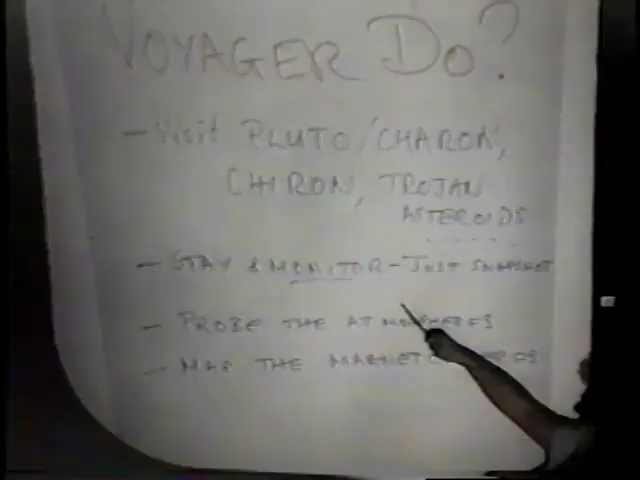 VOYAGER DO?
- Visit PLUTO/CHARON,
CHIRON, TROJAN
ASTEROIDS
- STAY & MONITOR - JUST SNAPSHOT
- PROBE THE ATMOSPHERES
- MAP THE